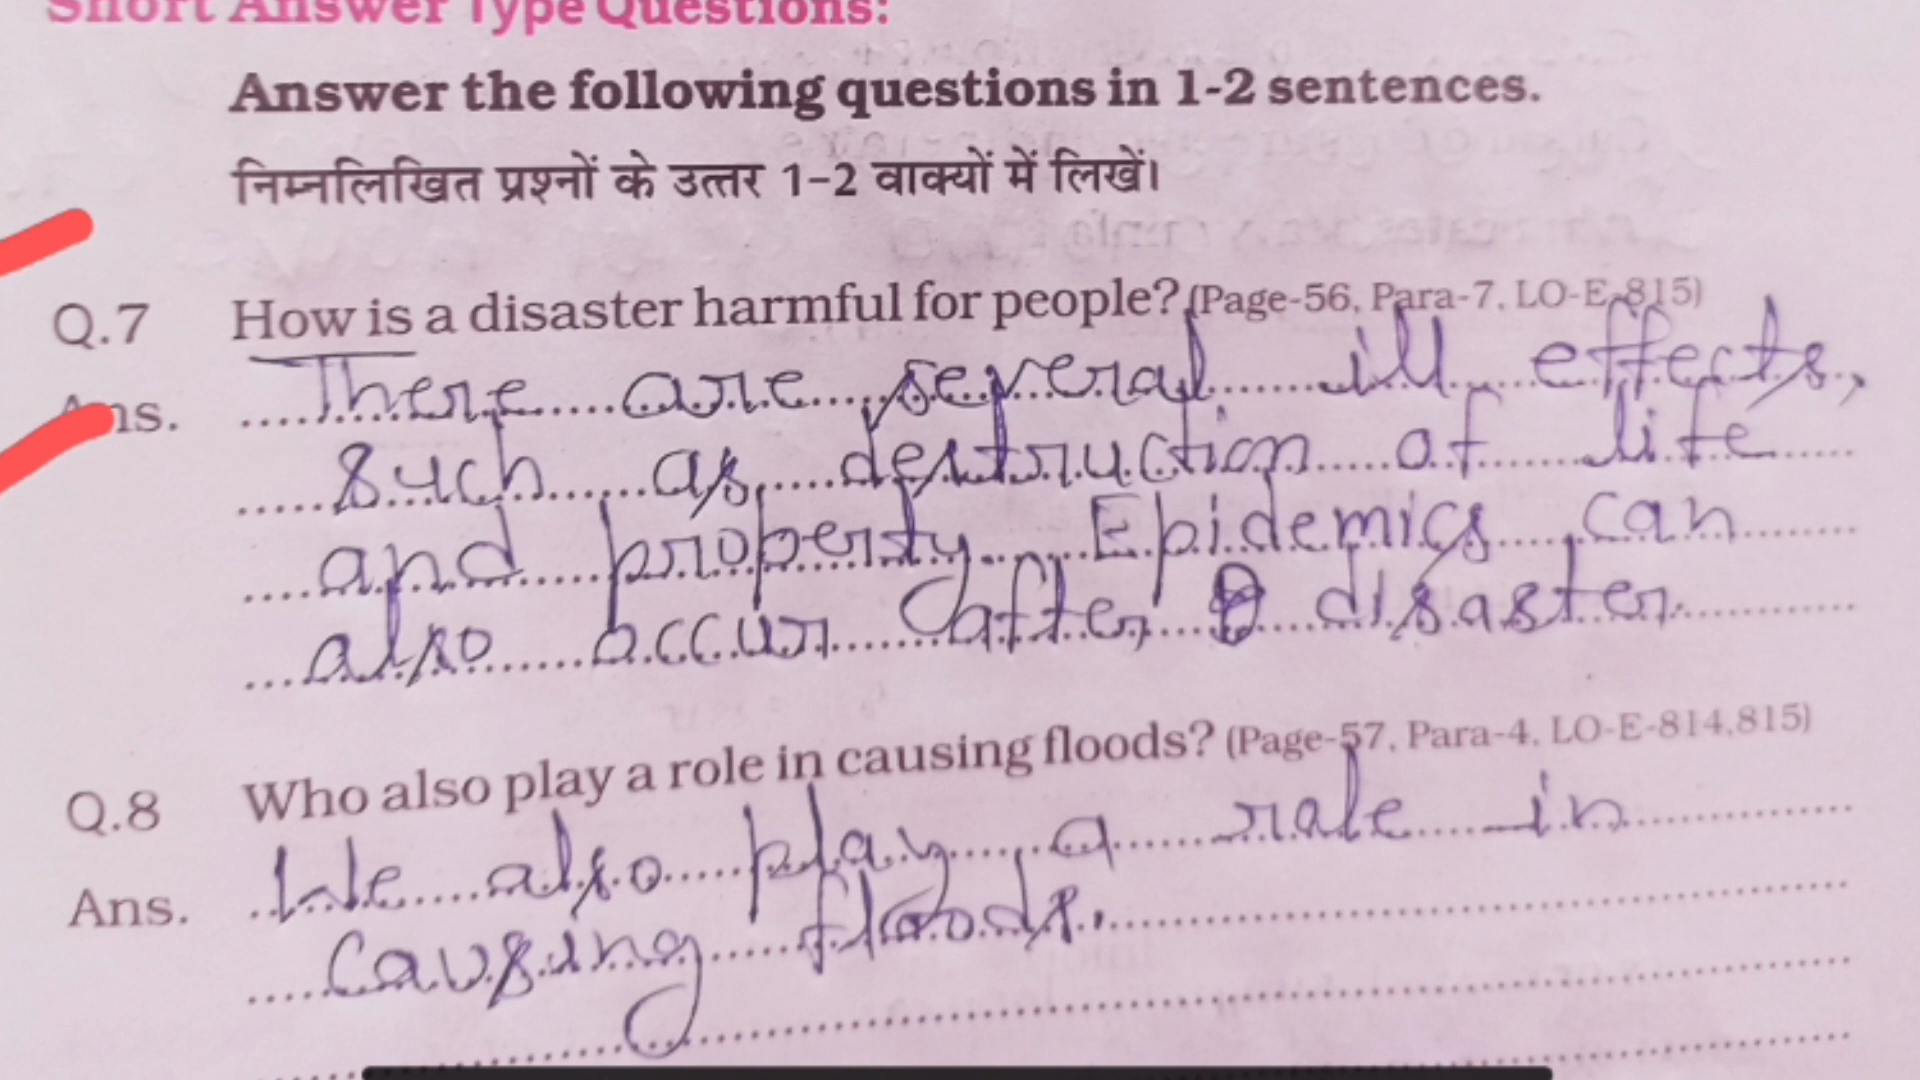 Short Answer Type Questions:
Answer the following questions in 1-2 sentences.
निम्नलिखित प्रश्नों के उत्तर 1-2 वाक्यों में लिखें।
Q.7 How is a disaster harmful for people? (Page-56, Para-7, LO-E-815)
Ans. There are several ill effects,
such as destruction of life
and property. Epidemics can
also occur after disaster.
Q.8 Who also play a role in causing floods? (Page-57, Para-4, LO-E-814,815)
Ans. We also play a role in
causing floods.